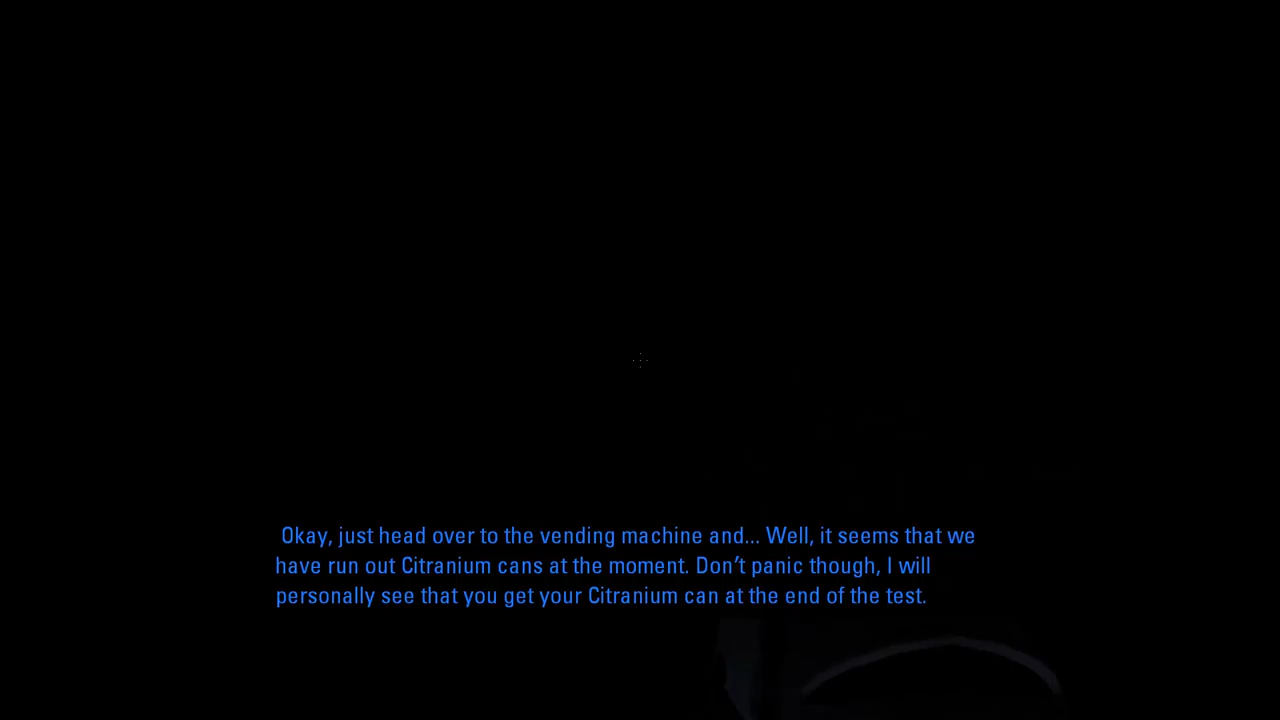 Okay, just head over to the vending machine and... Well, it seems that we
have run out Citranium cans at the moment. Don't panic though, I will
personally see that you get your Citranium can at the end of the test.